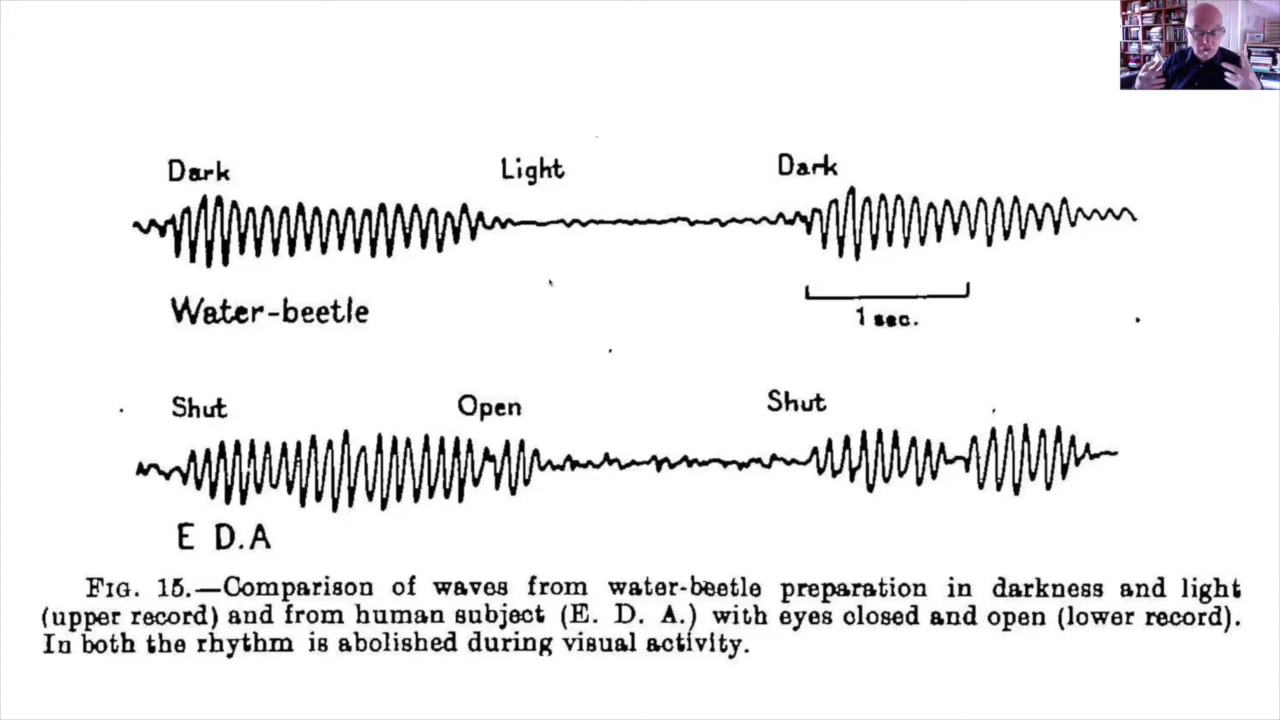 Dark Light Dark
Water-beetle
1 sec.
Shut Open Shut
E D.A
FIG. 15.—Comparison of waves from water-beetle preparation in darkness and light
(upper record) and from human subject (E. D. A.) with eyes closed and open (lower record).
In both the rhythm is abolished during visual activity.